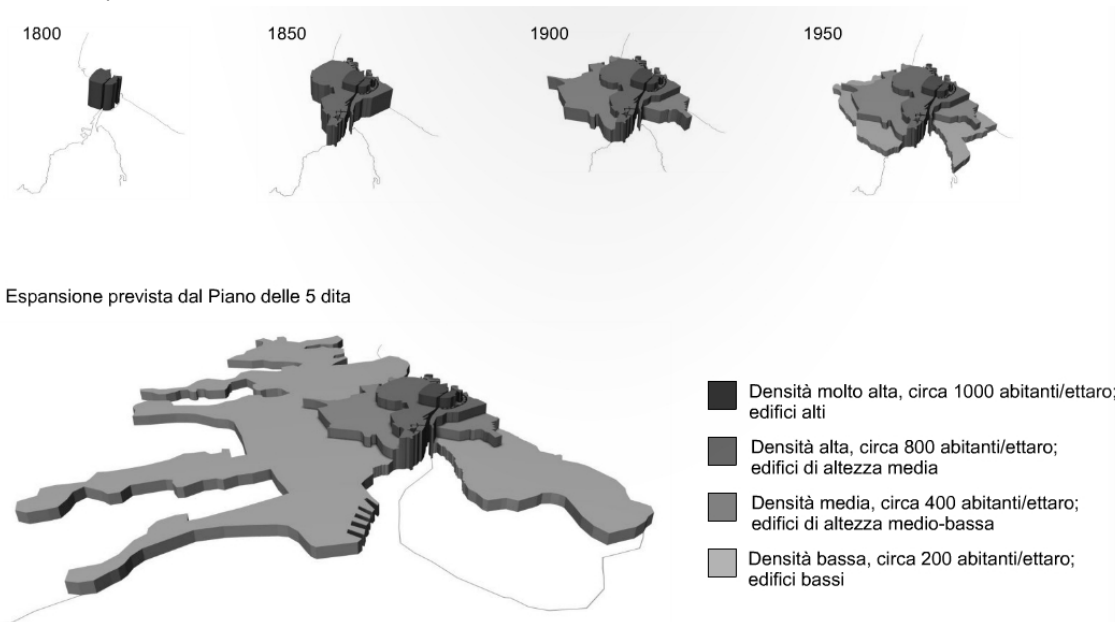 1800
1850
1900
1950
Espansione prevista dal Piano delle 5 dita
Densità molto alta, circa 1000 abitanti/ettaro;
edifici alti
Densità alta, circa 800 abitanti/ettaro;
edifici di altezza media
Densità media, circa 400 abitanti/ettaro;
edifici di altezza medio-bassa
Densità bassa, circa 200 abitanti/ettaro;
edifici bassi